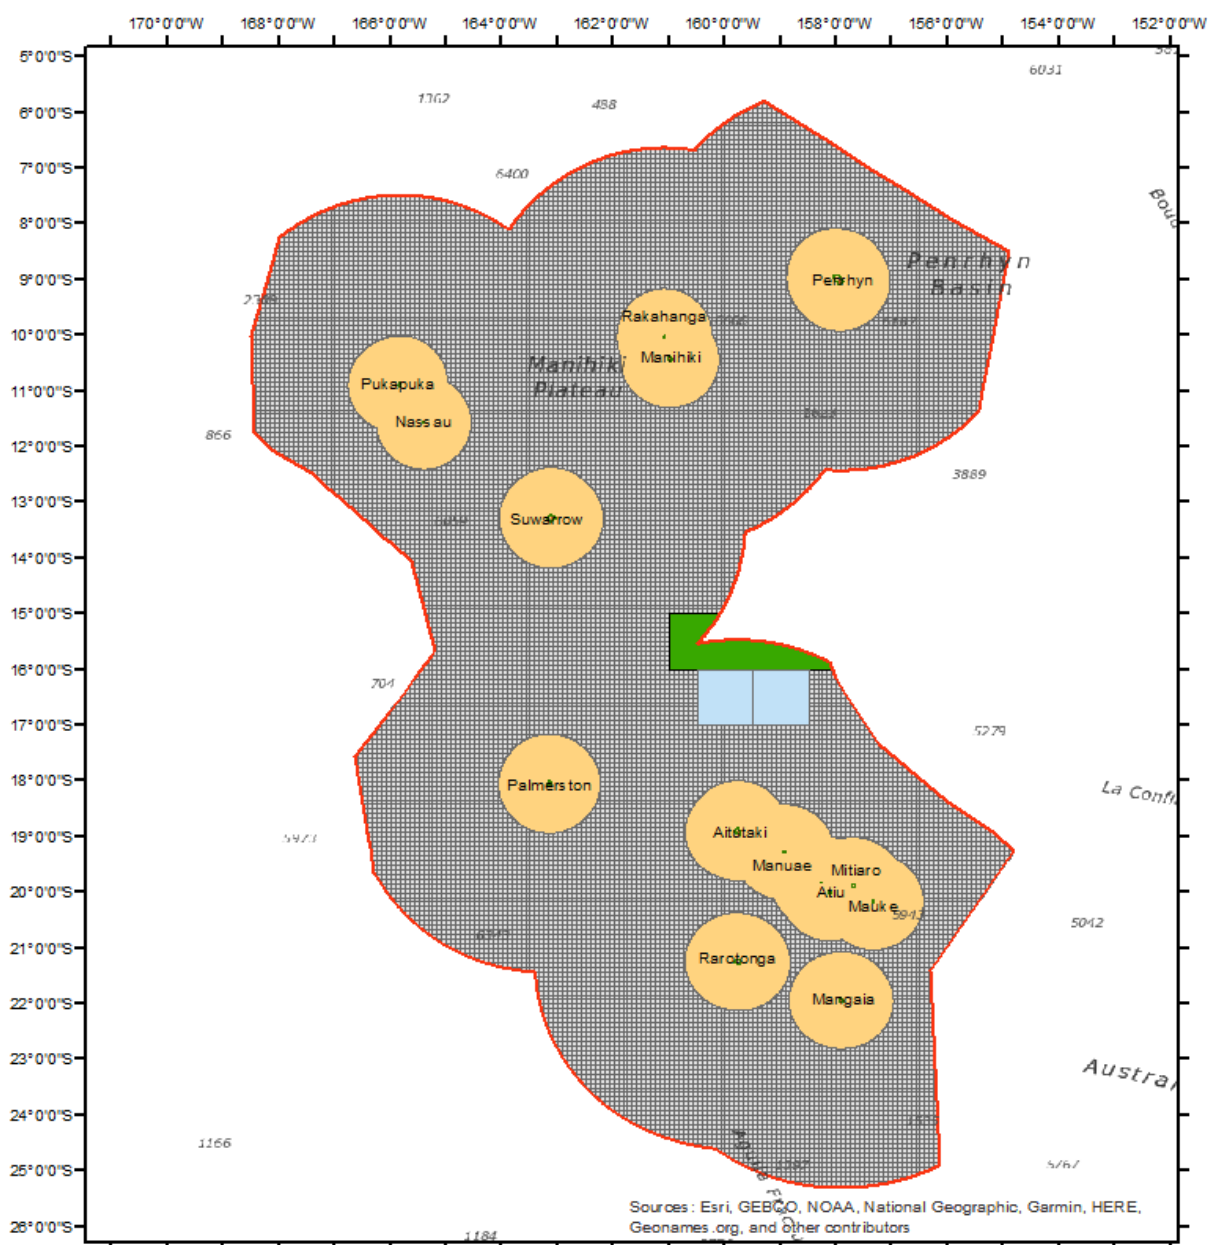 170°0'0"W 168°0'0"W 166°0'0"W 164°0'0"W 162°0'0"W 160°0'0"W 158°0'0"W 156°0'0"W 154°0'0"W 152°0'0"W
5°0'0"S
6031
1302
488
6°0'0"S
7°0'0"S
6400
8°0'0"S
Penrhyn
Basin
9°0'0"S
Penrhyn
10°0'0"S
Rakahanga
Manihiki
Manihiki
Plateau
Pukapuka
11°0'0"S
Nassau
866
12°0'0"S
3889
13°0'0"S
Suwarrow
14°0'0"S
15°0'0"S
16°0'0"S
704
17°0'0"S
5279
18°0'0"S
Palmerston
La Confi
19°0'0"S
5973
Aitutaki
Manuae
Mitiaro
20°0'0"S
Atiu
Mauke
5943
5042
21°0'0"S
Rarotonga
22°0'0"S
Mangaia
23°0'0"S
Austral
24°0'0"S
1166
25°0'0"S
5767
Sources: Esri, GEBCO, NOAA, National Geographic, Garmin, HERE,
26°0'0"S
Geonames.org, and other contributors
1184